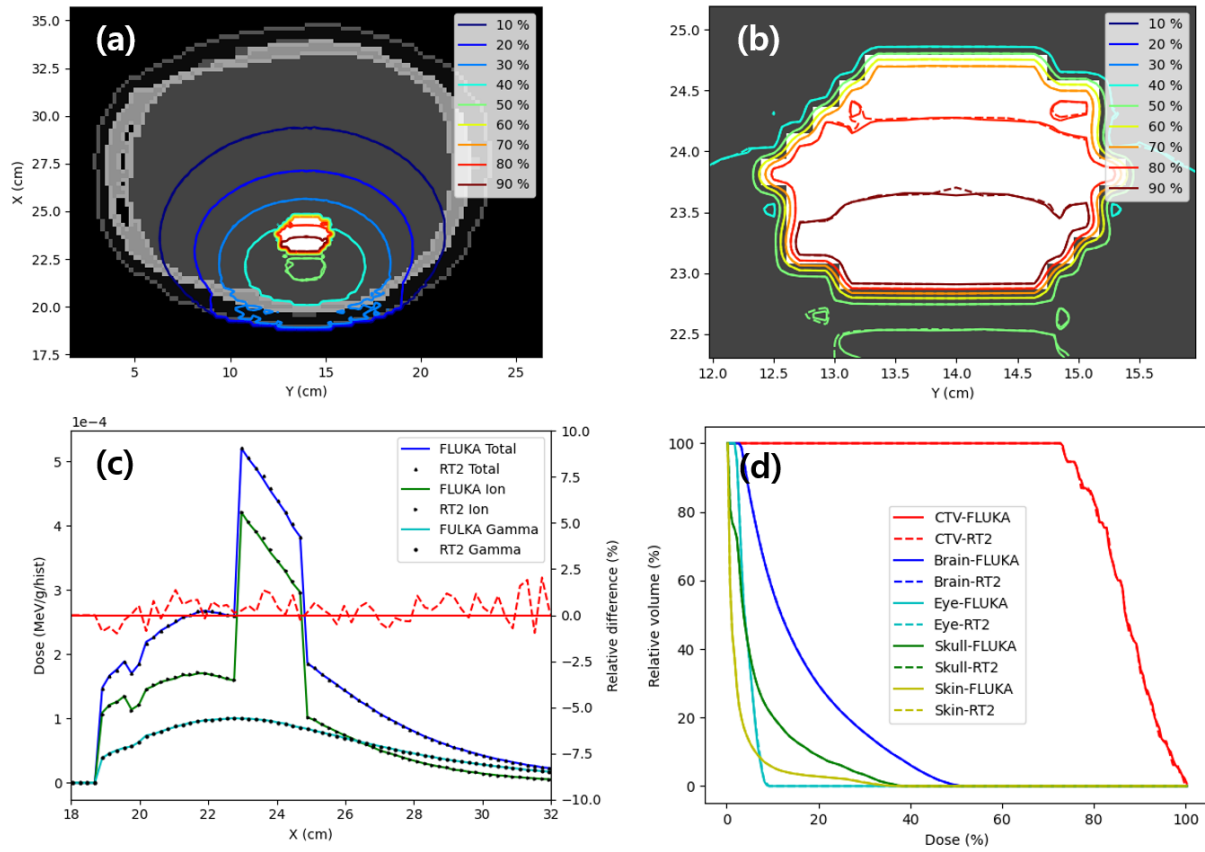 (a)
10 %
20 %
30 %
40 %
50 %
60 %
70 %
80 %
90 %
35.0
32.5
30.0
27.5
25.0
22.5
20.0
17.5
X (cm)
5
10
15
20
25
Y (cm)
(b)
10 %
20 %
30 %
40 %
50 %
60 %
70 %
80 %
90 %
25.0
24.5
24.0
23.5
23.0
22.5
12.0
12.5
13.0
13.5
14.0
14.5
15.0
15.5
Y (cm)
1e−4
(c)
FLUKA Total
RT2 Total
FLUKA Ion
RT2 Ion
FULKA Gamma
RT2 Gamma
5
4
3
2
1
0
Dose (MeV/g/hist)
10.0
7.5
5.0
2.5
0.0
−2.5
−5.0
−7.5
−10.0
Relative difference (%)
18
20
22
24
26
28
30
32
X (cm)
(d)
CTV-FLUKA
CTV-RT2
Brain-FLUKA
Brain-RT2
Eye-FLUKA
Eye-RT2
Skull-FLUKA
Skull-RT2
Skin-FLUKA
Skin-RT2
100
80
60
40
20
0
Relative volume (%)
0
20
40
60
80
100
Dose (%)